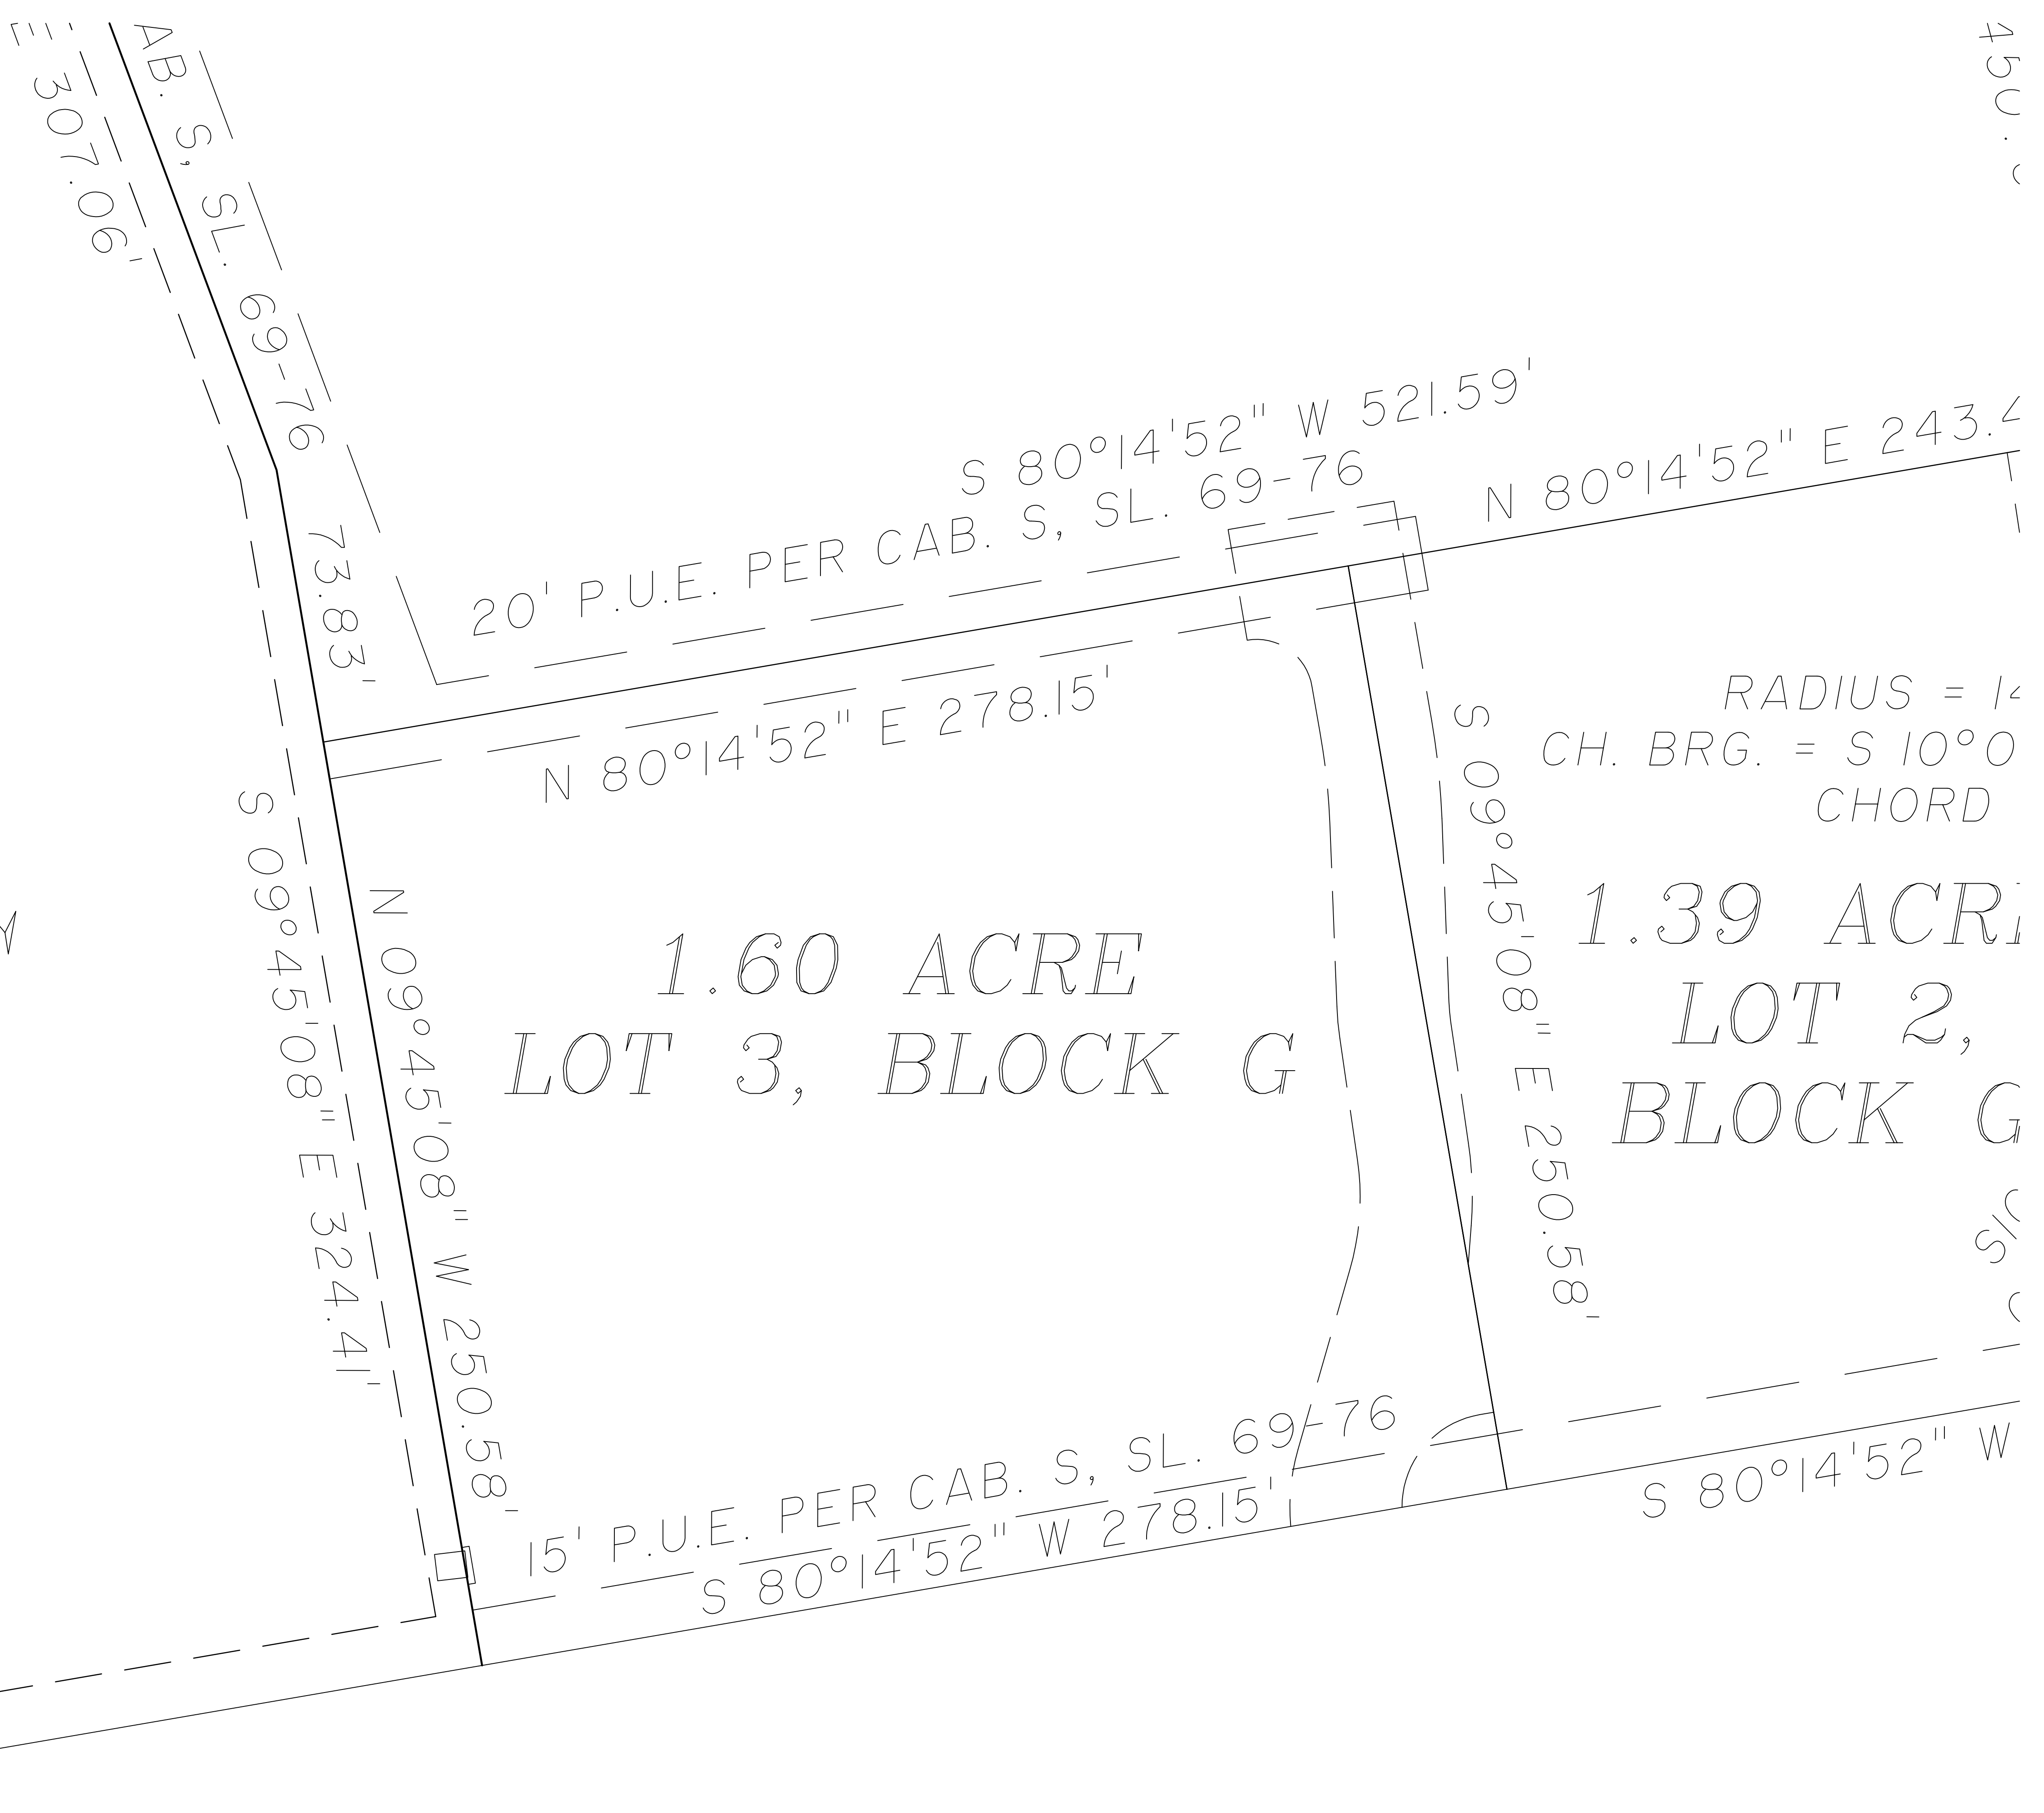 AB. S, SL. 69-76
E 307.06'
73.83'
S 80°14'52" W 521.59'
20' P.U.E. PER CAB. S, SL. 69-76
N 80°14'52" E 243.4
N 80°14'52" E 278.15'
S 09°45'08" E 324.41'
N 09°45'08" W 250.58'
1.60 ACRE
LOT 3, BLOCK G
S 09°45'08" E 250.58'
RADIUS = 14
CH. BRG. = S 10°0
CHORD
1.39 ACRE
LOT 2,
BLOCK G
15' P.U.E. PER CAB. S, SL. 69-76
S 80°14'52" W 278.15'
S 80°14'52" W
450.